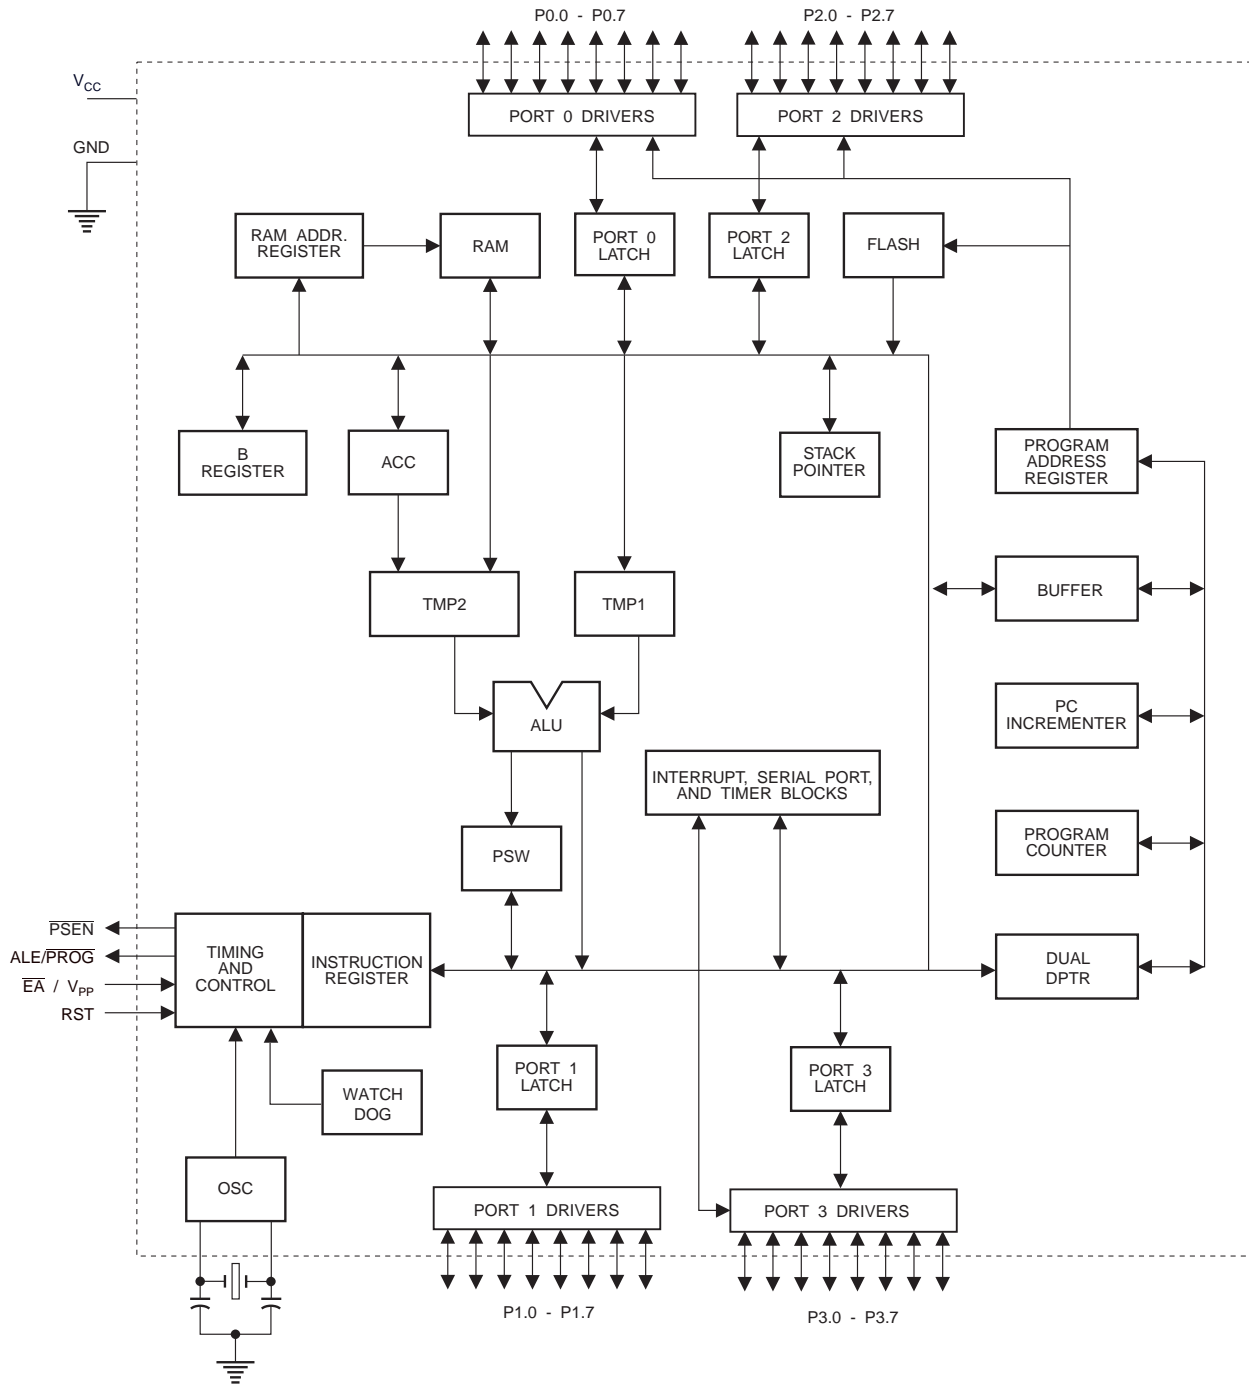 P0.0 - P0.7
P2.0 - P2.7
VCC
PORT 0 DRIVERS
PORT 2 DRIVERS
GND
RAM ADDR.
REGISTER
RAM
PORT 0
LATCH
PORT 2
LATCH
FLASH
B
REGISTER
ACC
STACK
POINTER
PROGRAM
ADDRESS
REGISTER
TMP2
TMP1
BUFFER
ALU
PC
INCREMENTER
INTERRUPT, SERIAL PORT,
AND TIMER BLOCKS
PSW
PROGRAM
COUNTER
PSEN
ALE/PROG
EA / VPP
RST
TIMING
AND
CONTROL
INSTRUCTION
REGISTER
DUAL
DPTR
PORT 1
LATCH
PORT 3
LATCH
WATCH
DOG
OSC
PORT 1 DRIVERS
PORT 3 DRIVERS
P1.0 - P1.7
P3.0 - P3.7